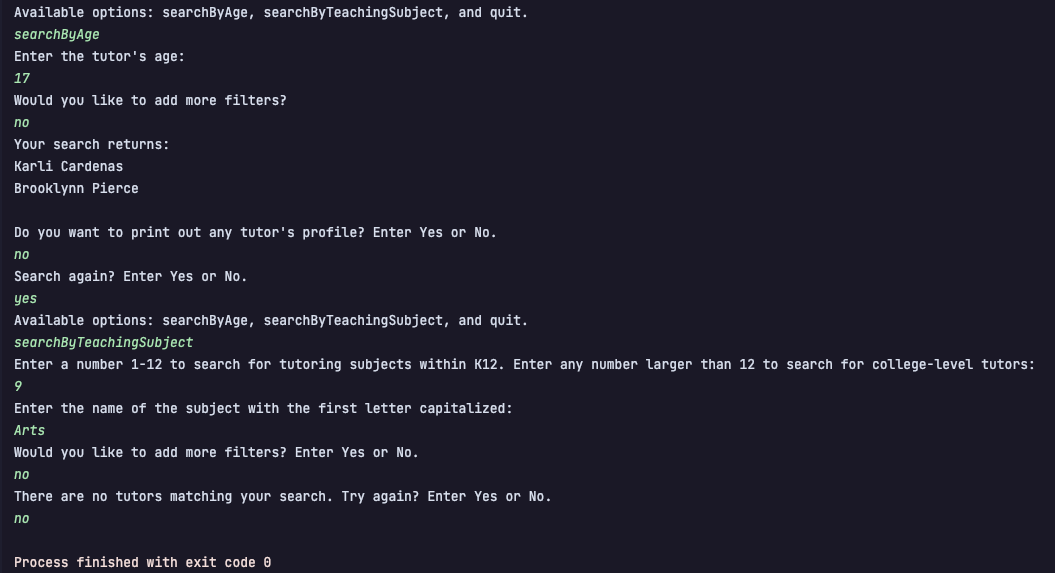 Available options: searchByAge, searchByTeachingSubject, and quit.
searchByAge
Enter the tutor's age:
17
Would you like to add more filters?
no
Your search returns:
Karli Cardenas
Brooklynn Pierce
Do you want to print out any tutor's profile? Enter Yes or No.
no
Search again? Enter Yes or No.
yes
Available options: searchByAge, searchByTeachingSubject, and quit.
searchByTeachingSubject
Enter a number 1-12 to search for tutoring subjects within K12. Enter any number larger than 12 to search for college-level tutors:
9
Enter the name of the subject with the first letter capitalized:
Arts
Would you like to add more filters? Enter Yes or No.
no
There are no tutors matching your search. Try again? Enter Yes or No.
no
Process finished with exit code 0